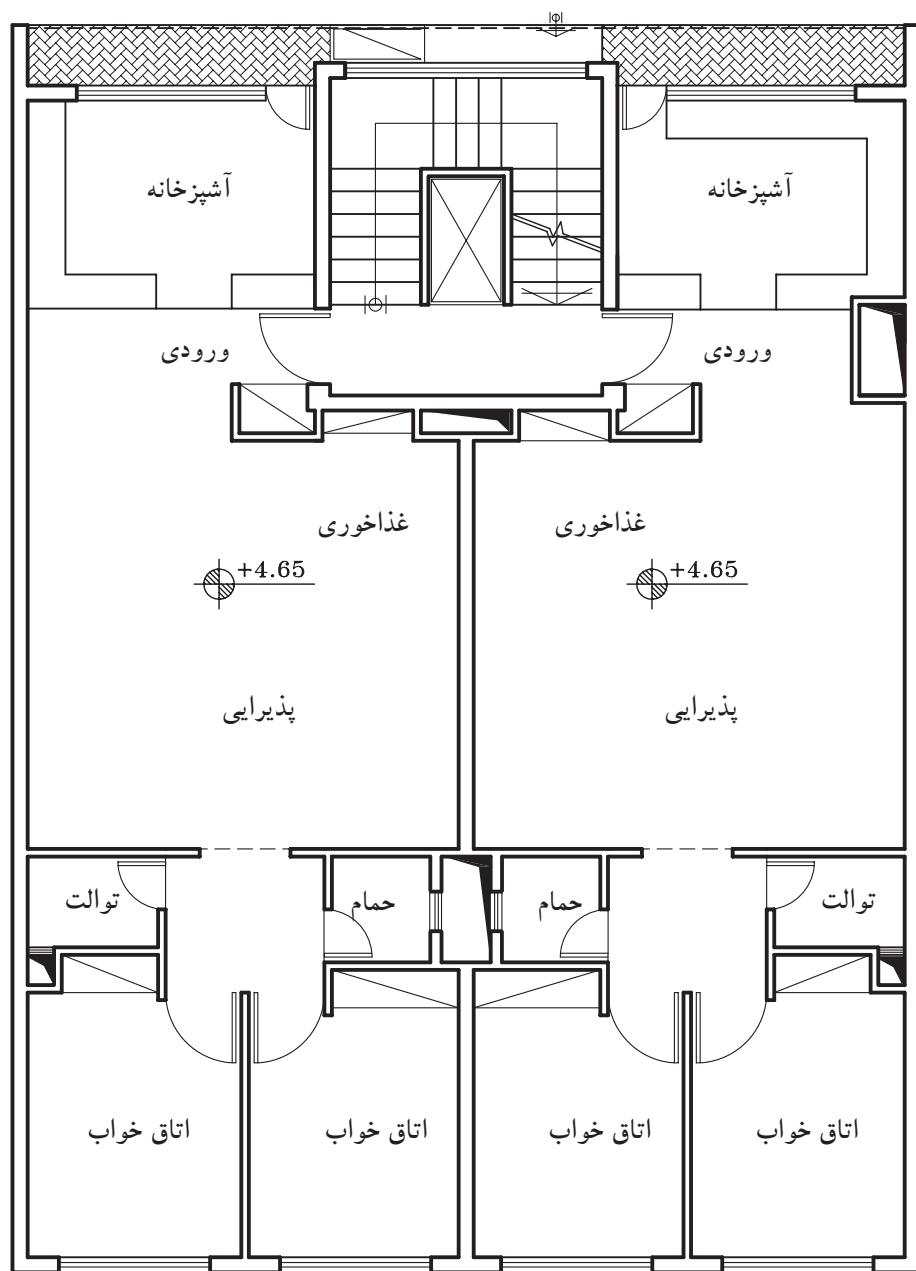 آشپزخانه
آشپزخانه
ورودی
ورودی
غذاخوری
غذاخوری
+4.65
+4.65
پذیرایی
پذیرایی
توالت
حمام
حمام
توالت
اتاق خواب
اتاق خواب
اتاق خواب
اتاق خواب